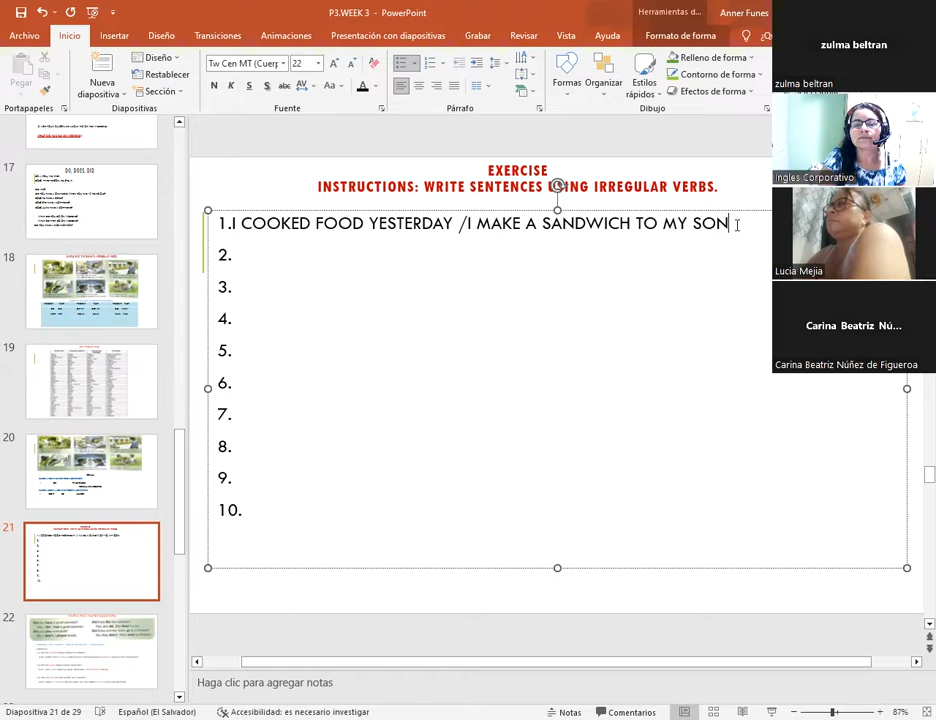 P3.WEEK 3 - PowerPoint
Herramientas d...
Anner Funes
Archivo
Inicio
Insertar
Diseño
Transiciones
Animaciones
Presentación con diapositivas
Grabar
Revisar
Vista
Ayuda
Formato de forma
Pegar
Nueva diapositiva
Diseño
Restablecer
Sección
Tw Cen MT (Cuerp
22
N K S abc AV Aa A
Formas
Organizar
Estilos rápidos
Relleno de forma
Contorno de forma
Efectos de forma
Portapapeles
Diapositivas
Fuente
Párrafo
Dibujo
zulma beltran
zulma beltran
Ingles Corporativo
Lucia Mejia
Carina Beatriz Nú...
Carina Beatriz Núñez de Figueroa
17
DO, DOES, DID
18
19
20
21
22
EXERCISE
INSTRUCTIONS: WRITE SENTENCES USING IRREGULAR VERBS.
1.I COOKED FOOD YESTERDAY /I MAKE A SANDWICH TO MY SON
2.
3.
4.
5.
6.
7.
8.
9.
10.
Haga clic para agregar notas
Diapositiva 21 de 29
Español (El Salvador)
Accesibilidad: es necesario investigar
Notas
Comentarios
87%